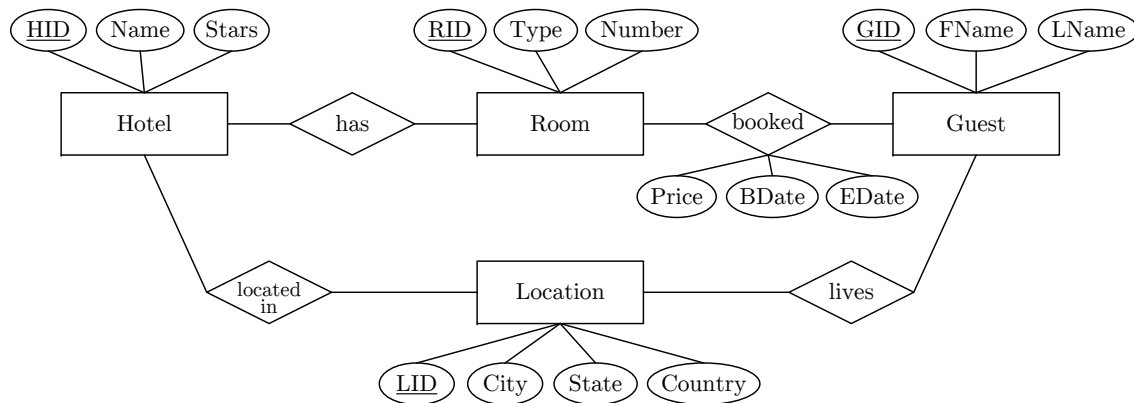 HID Name Stars RID Type Number GID FName LName
Hotel has Room booked Guest
Price BDate EDate
located
in
Location lives
LID City State Country